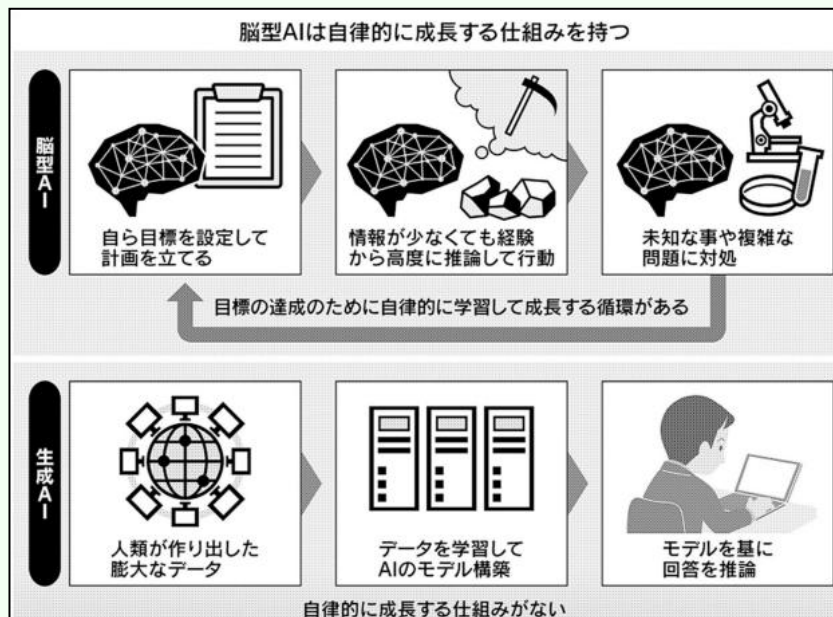 脳型AIは自律的に成長する仕組みを持つ
脳型AI
自ら目標を設定して
計画を立てる
情報が少なくても経験
から高度に推論して行動
未知な事や複雑な
問題に対処
目標の達成のために自律的に学習して成長する循環がある
生成AI
人類が作り出した
膨大なデータ
データを学習して
AIのモデル構築
モデルを基に
回答を推論
自律的に成長する仕組みがない